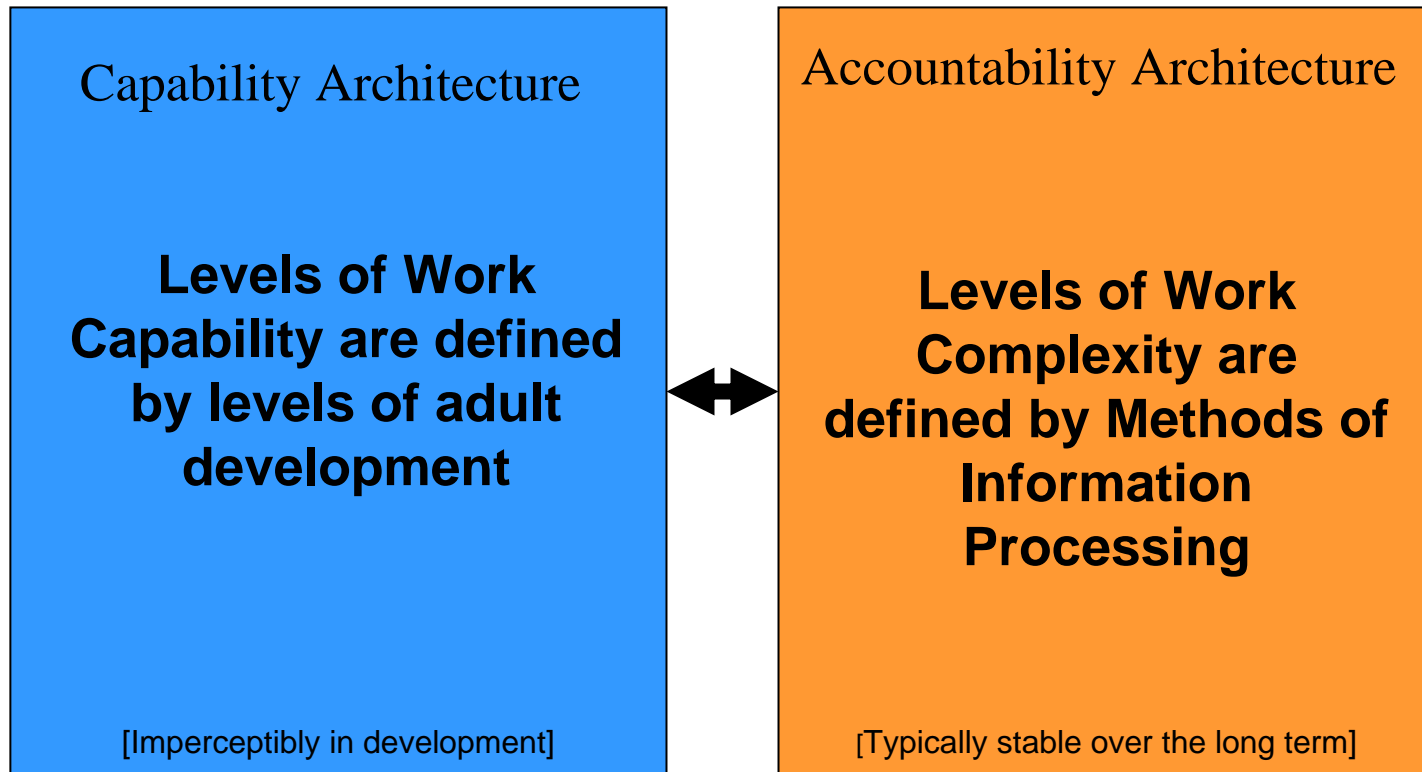 Capability Architecture
Levels of Work
Capability are defined
by levels of adult
development
[Imperceptibly in development]
Accountability Architecture
Levels of Work
Complexity are
defined by Methods of
Information
Processing
[Typically stable over the long term]